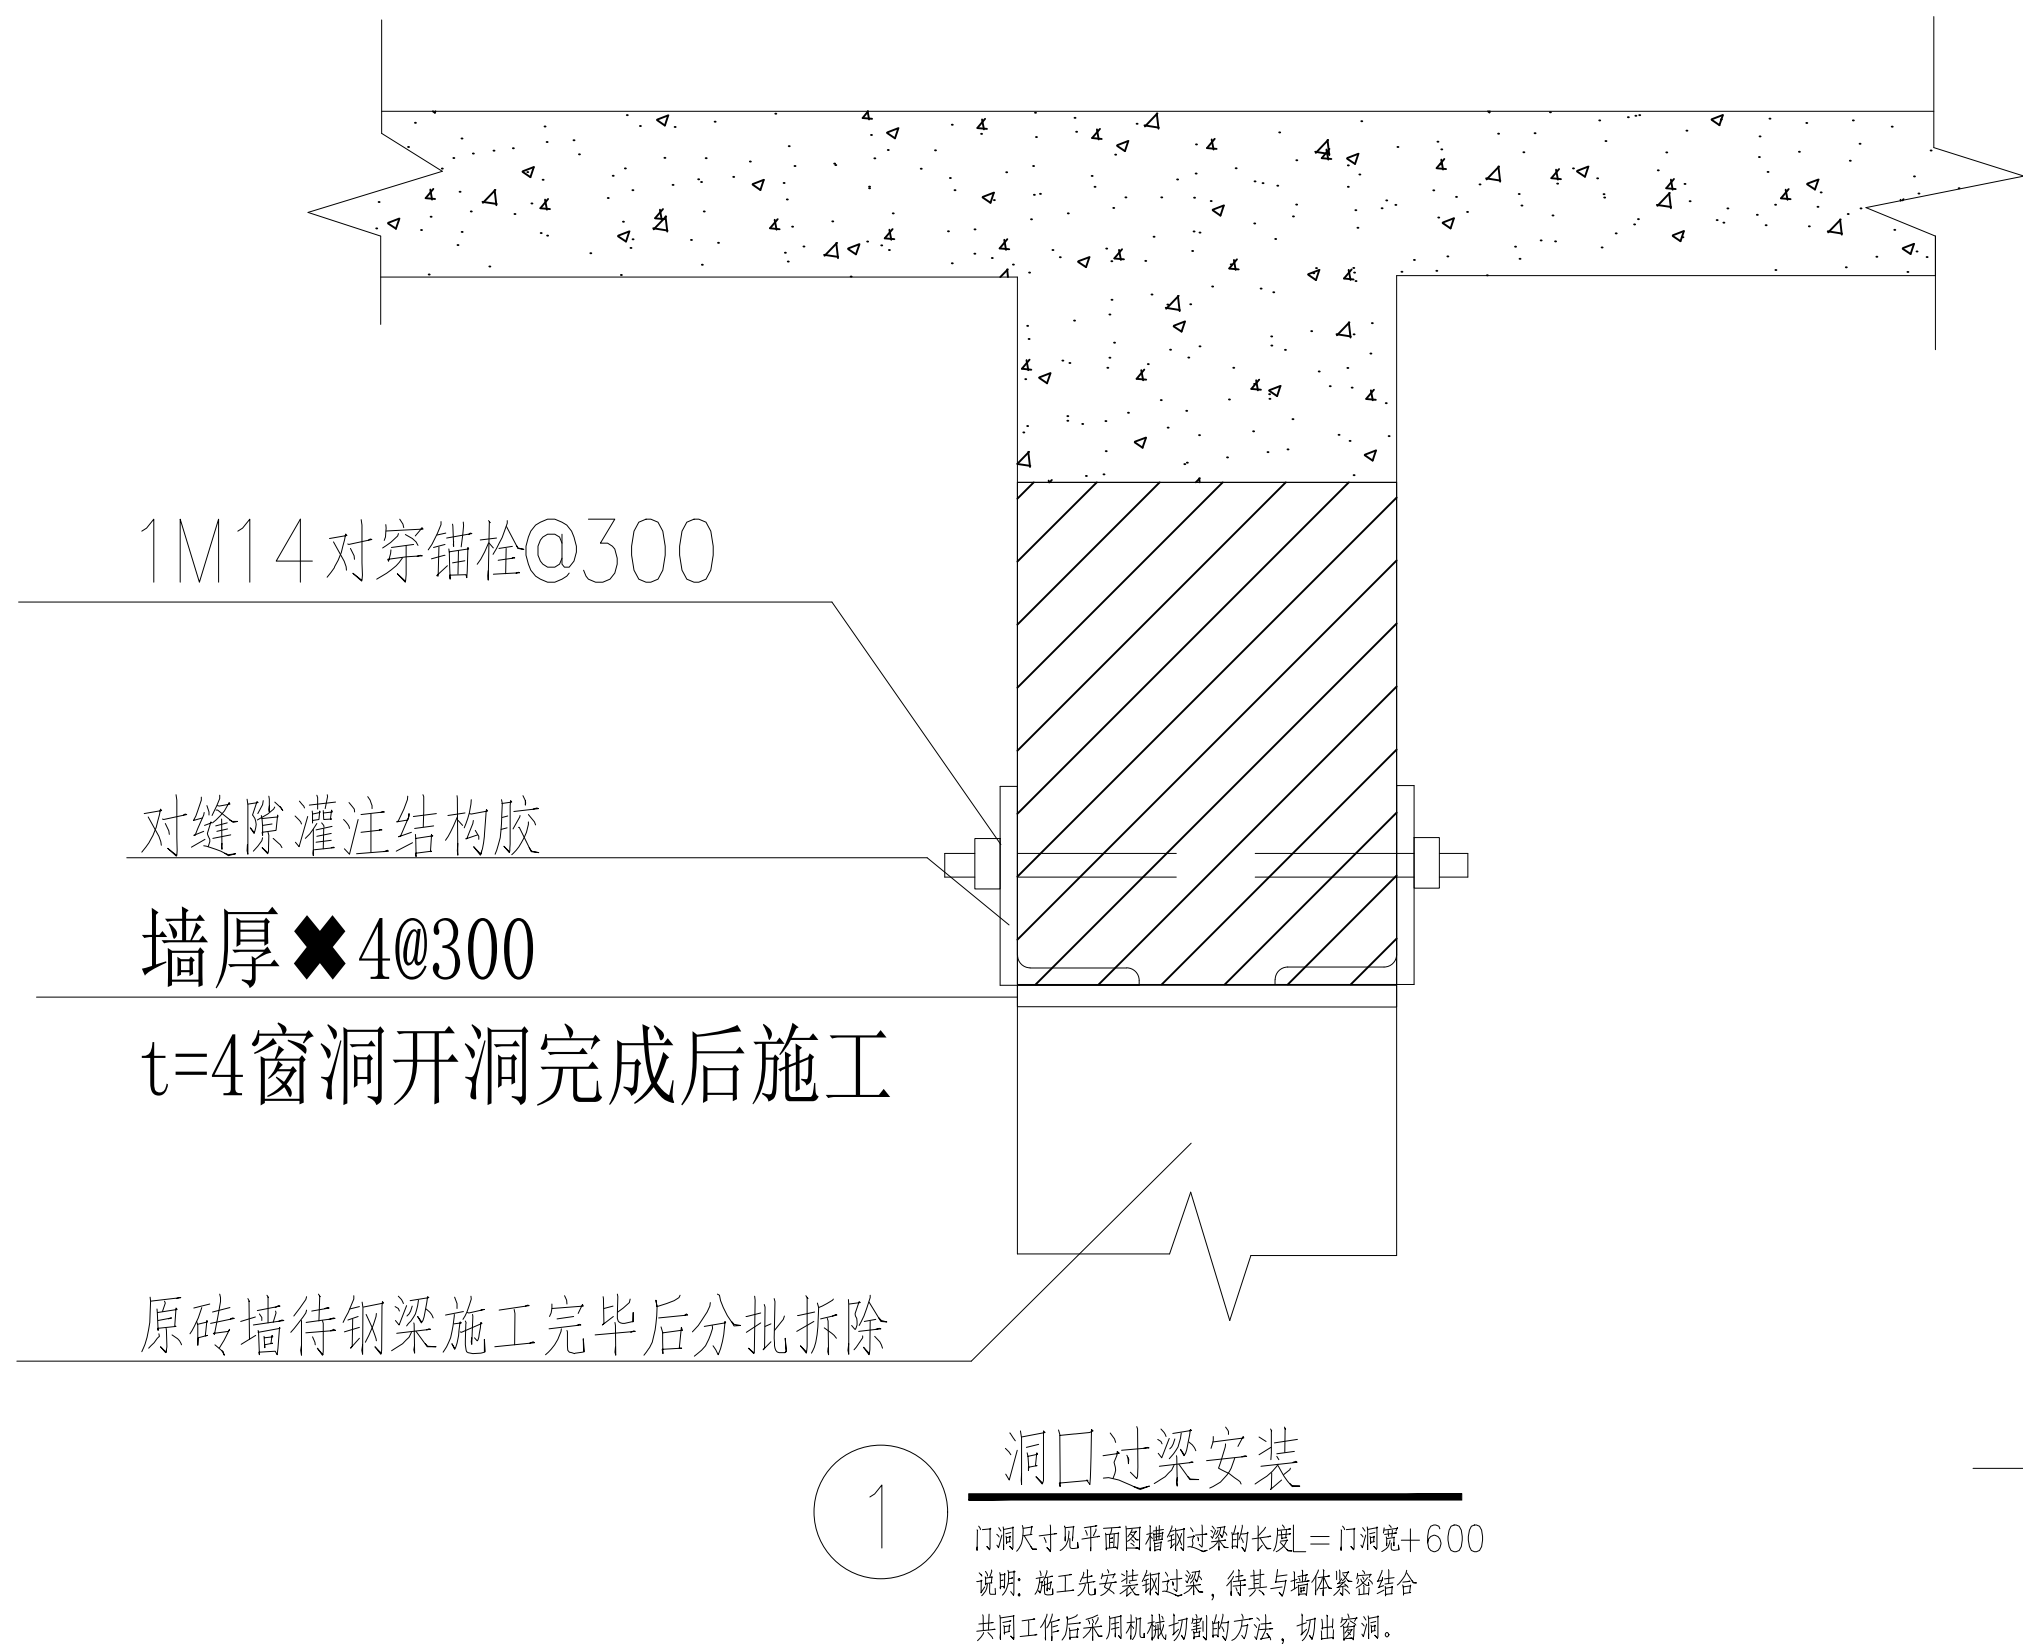 1M14对穿锚栓@300
对缝隙灌注结构胶
墙厚✖4@300
t=4窗洞开洞完成后施工
原砖墙待钢梁施工完毕后分批拆除
1
洞口过梁安装
门洞尺寸见平面图槽钢过梁的长度L=门洞宽+600
说明: 施工先安装钢过梁,待其与墙体紧密结合
共同工作后采用机械切割的方法,切出窗洞。